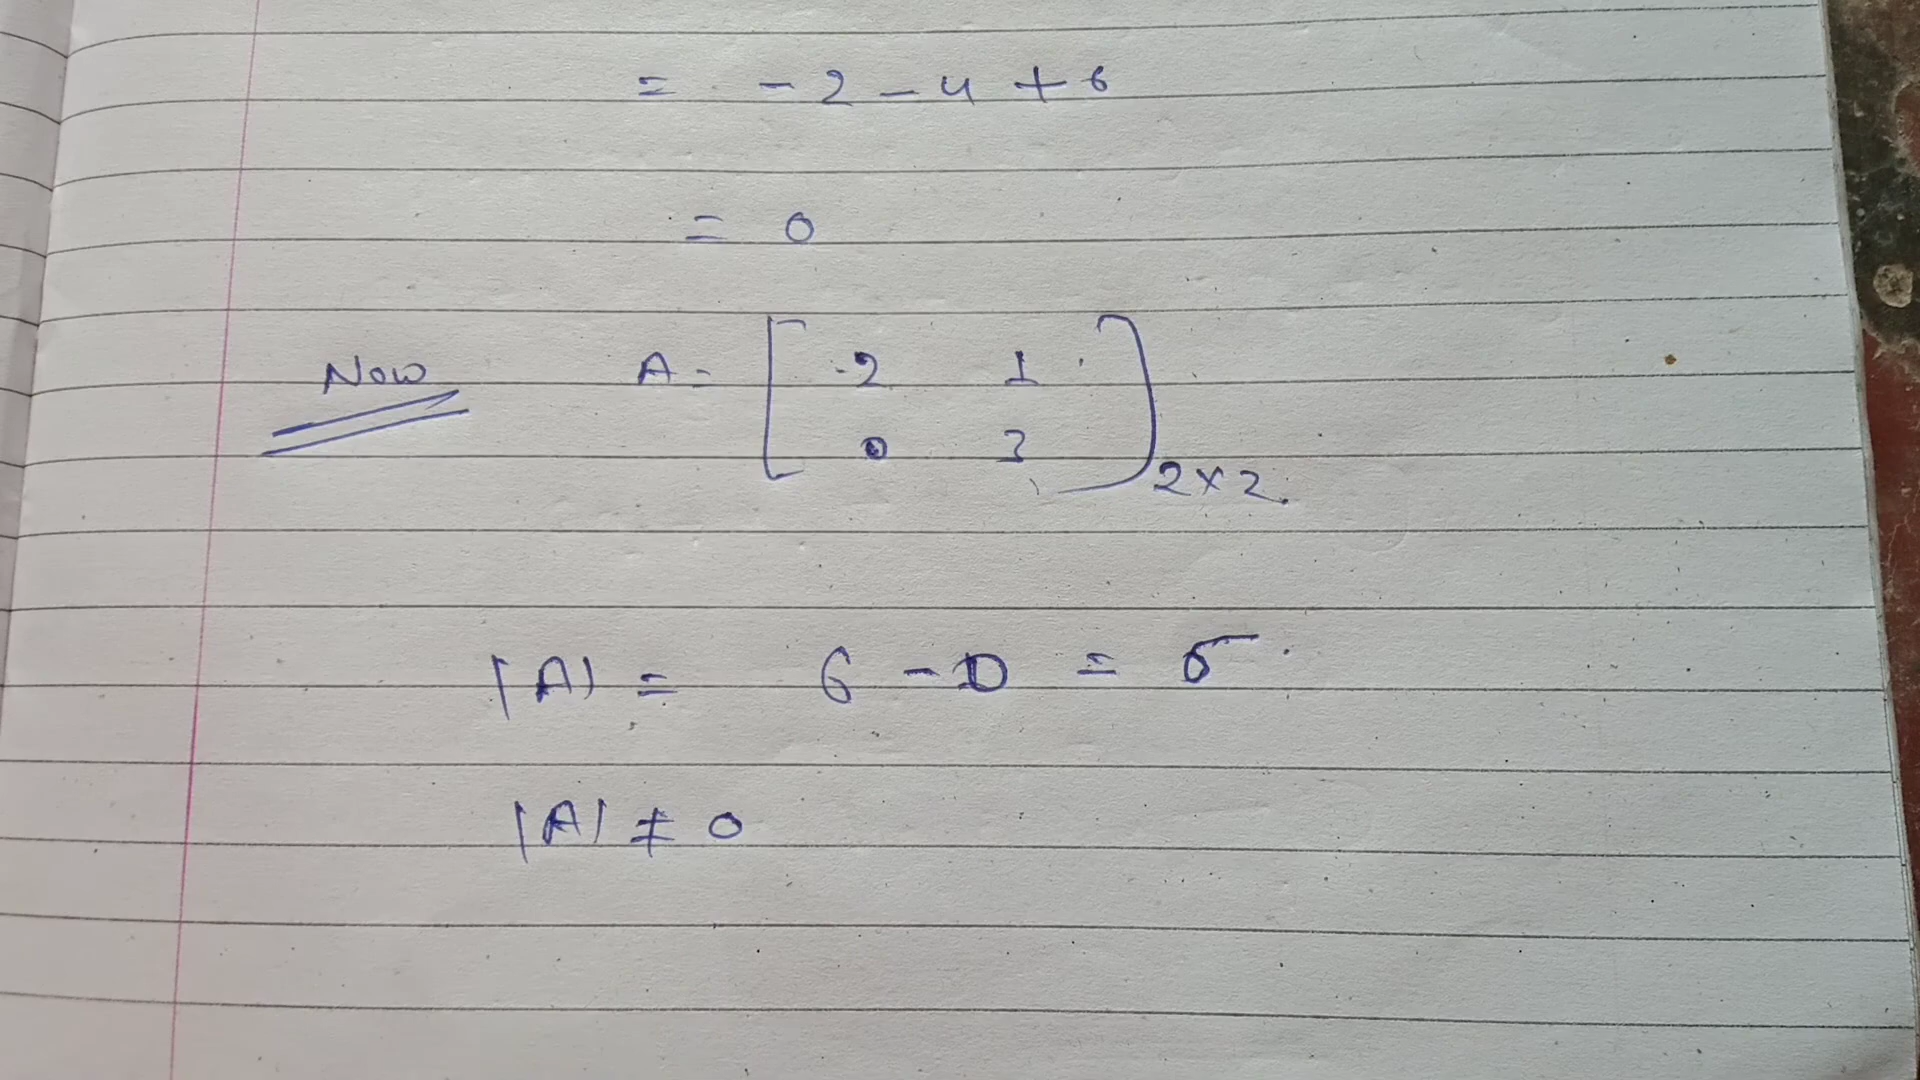 = -2 -4 +6
= 0
Now A = [ 2 1
0 3 ] 2×2.
|A| = 6 - 0 = 6
|A| ≠ 0